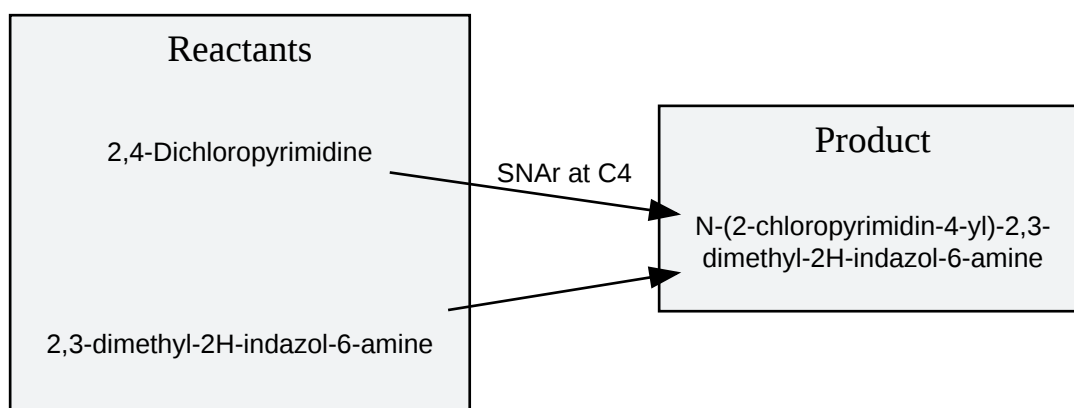 Reactants
2,4-Dichloropyrimidine
2,3-dimethyl-2H-indazol-6-amine
SNAr at C4
Product
N-(2-chloropyrimidin-4-yl)-2,3-
dimethyl-2H-indazol-6-amine